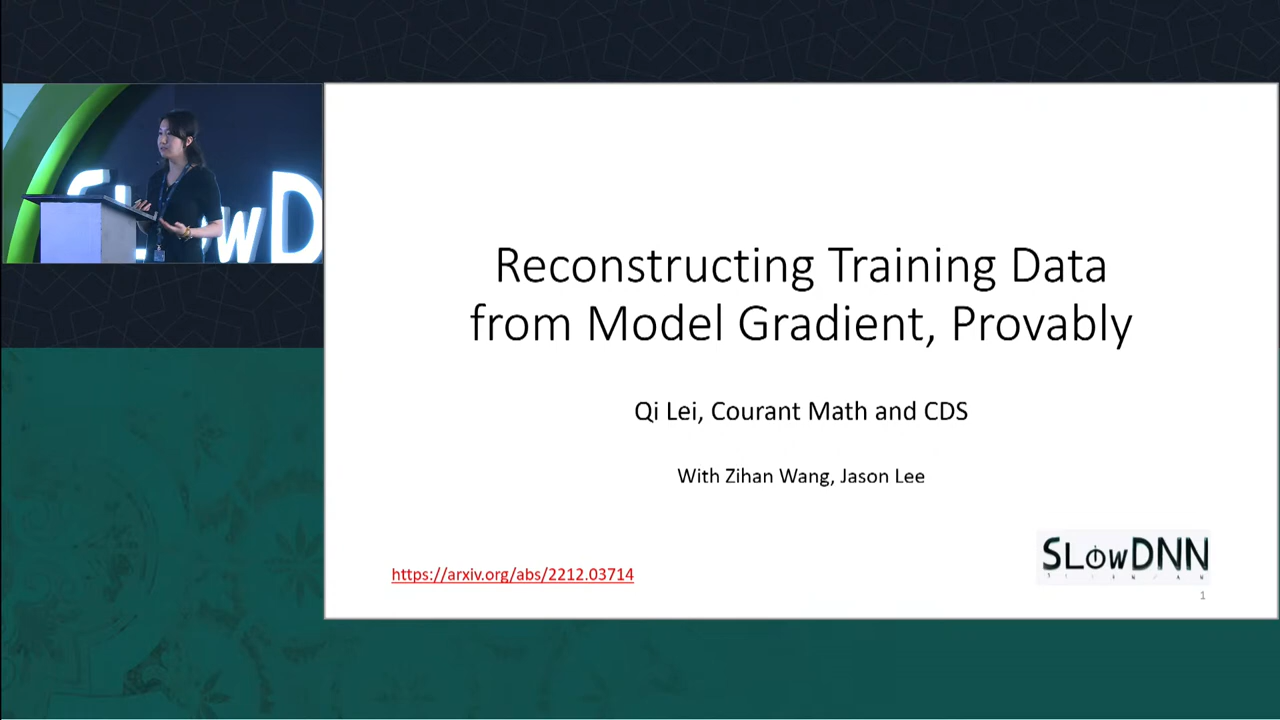 SLowD
Reconstructing Training Data
from Model Gradient, Provably
Qi Lei, Courant Math and CDS
With Zihan Wang, Jason Lee
https://arxiv.org/abs/2212.03714
SLowDNN
1